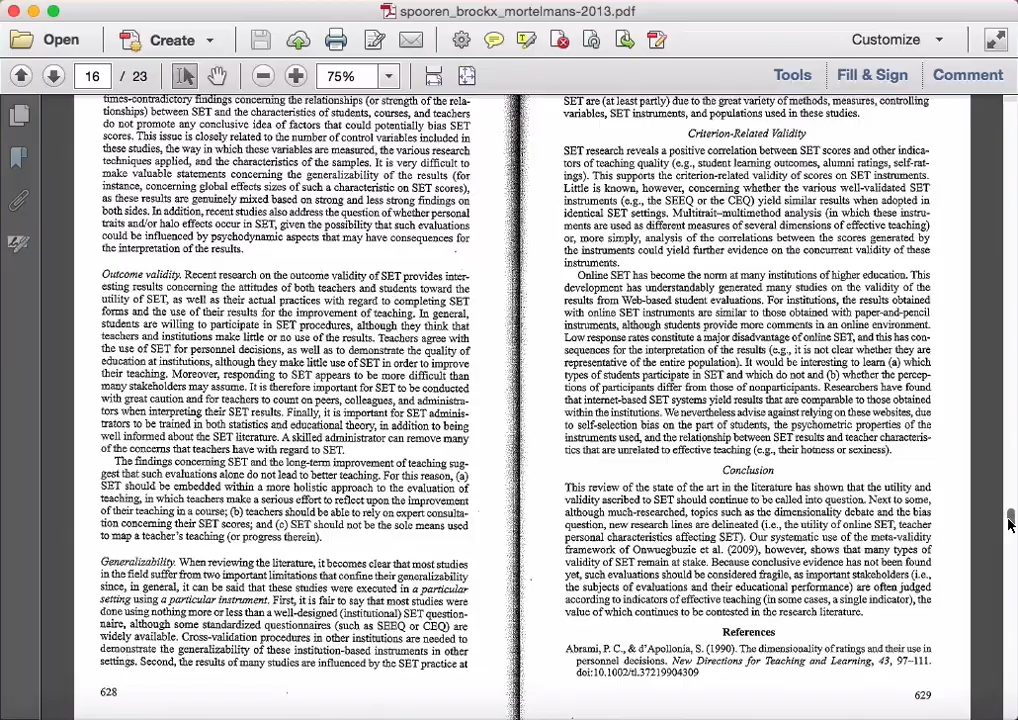 spooren_brockx_mortelmans-2013.pdf
Open
Create
Customize
16 / 23
75%
Tools
Fill & Sign
Comment
times-contradictory findings concerning the relationships (or strength of the rela-
tionships) between SET and the characteristics of students, courses, and teachers
do not promote any conclusive idea of factors that could potentially bias SET
scores. This issue is closely related to the number of control variables included in
these studies, the way in which these variables are measured, the various research
techniques applied, and the characteristics of the samples. It is very difficult to
make valuable statements concerning the generalizability of the results (for
instance, concerning global effects sizes of such a characteristic on SET scores),
as these results are genuinely mixed based on strong and less strong findings on
both sides. In addition, recent studies also address the question of whether personal
traits and/or halo effects occur in SET, given the possibility that such evaluations
could be influenced by psychodynamic aspects that may have consequences for
the interpretation of the results.
Outcome validity. Recent research on the outcome validity of SET provides inter-
esting results concerning the attitudes of both teachers and students toward the
utility of SET, as well as their actual practices with regard to completing SET
forms and the use of their results for the improvement of teaching. In general,
students are willing to participate in SET procedures, although they think that
teachers and institutions make little or no use of the results. Teachers agree with
the use of SET for personnel decisions, as well as to demonstrate the quality of
education at institutions, although they make little use of SET in order to improve
their teaching. Moreover, responding to SET appears to be more difficult than
many stakeholders may assume. It is therefore important for SET to be conducted
with great caution and for teachers to count on peers, colleagues, and administra-
tors when interpreting their SET results. Finally, it is important for SET adminis-
trators to be trained in both statistics and educational theory, in addition to being
well informed about the SET literature. A skilled administrator can remove many
of the concerns that teachers have with regard to SET.
The findings concerning SET and the long-term improvement of teaching sug-
gest that such evaluations alone do not lead to better teaching. For this reason, (a)
SET should be embedded within a more holistic approach to the evaluation of
teaching, in which teachers make a serious effort to reflect upon the improvement
of their teaching in a course; (b) teachers should be able to rely on expert consulta-
tion concerning their SET scores; and (c) SET should not be the sole means used
to map a teacher's teaching (or progress therein).
Generalizability. When reviewing the literature, it becomes clear that most studies
in the field suffer from two important limitations that confine their generalizability
since, in general, it can be said that these studies were executed in a particular
setting using a particular instrument. First, it is fair to say that most studies were
done using nothing more or less than a well-designed (institutional) SET question-
naire, although some standardized questionnaires (such as SEEQ or CEQ) are
widely available. Cross-validation procedures in other institutions are needed to
demonstrate the generalizability of these institution-based instruments in other
settings. Second, the results of many studies are influenced by the SET practice at
628
SET are (at least partly) due to the great variety of methods, measures, controlling
variables, SET instruments, and populations used in these studies.
Criterion-Related Validity
SET research reveals a positive correlation between SET scores and other indica-
tors of teaching quality (e.g., student learning outcomes, alumni ratings, self-rat-
ings). This supports the criterion-related validity of scores on SET instruments.
Little is known, however, concerning whether the various well-validated SET
instruments (e.g., the SEEQ or the CEQ) yield similar results when adopted in
identical SET settings. Multitrait–multimethod analysis (in which these instru-
ments are used as different measures of several dimensions of effective teaching)
or, more simply, analysis of the correlations between the scores generated by
the instruments could yield further evidence on the concurrent validity of these
instruments.
Online SET has become the norm at many institutions of higher education. This
development has understandably generated many studies on the validity of the
results from Web-based student evaluations. For institutions, the results obtained
with online SET instruments are similar to those obtained with paper-and-pencil
instruments, although students provide more comments in an online environment.
Low response rates constitute a major disadvantage of online SET, and this has con-
sequences for the interpretation of the results (e.g., it is not clear whether they are
representative of the entire population). It would be interesting to learn (a) which
types of students participate in SET and which do not and (b) whether the percep-
tions of participants differ from those of nonparticipants. Researchers have found
that internet-based SET systems yield results that are comparable to those obtained
within the institutions. We nevertheless advise against relying on these websites, due
to self-selection bias on the part of students, the psychometric properties of the
instruments used, and the relationship between SET results and teacher characteris-
tics that are unrelated to effective teaching (e.g., their hotness or sexiness).
Conclusion
This review of the state of the art in the literature has shown that the utility and
validity ascribed to SET should continue to be called into question. Next to some,
although much-researched, topics such as the dimensionality debate and the bias
question, new research lines are delineated (i.e., the utility of online SET, teacher
personal characteristics affecting SET). Our systematic use of the meta-validity
framework of Onwuegbuzie et al. (2009), however, shows that many types of
validity of SET remain at stake. Because conclusive evidence has not been found
yet, such evaluations should be considered fragile, as important stakeholders (i.e.,
the subjects of evaluations and their educational performance) are often judged
according to indicators of effective teaching (in some cases, a single indicator), the
value of which continues to be contested in the research literature.
References
Abrami, P. C., & d'Apollonia, S. (1990). The dimensionality of ratings and their use in
personnel decisions. New Directions for Teaching and Learning, 43, 97–111.
doi:10.1002/tl.37219904309
629